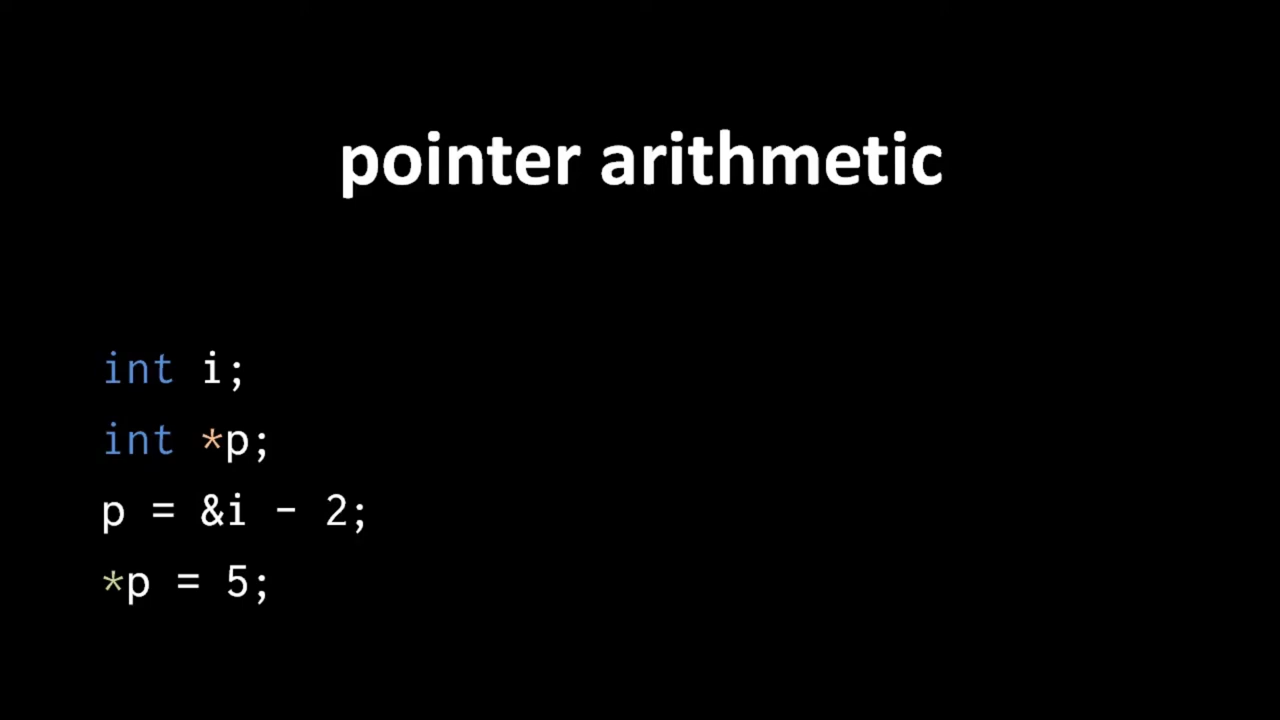 pointer arithmetic
int i;
int *p;
p = &i - 2;
*p = 5;